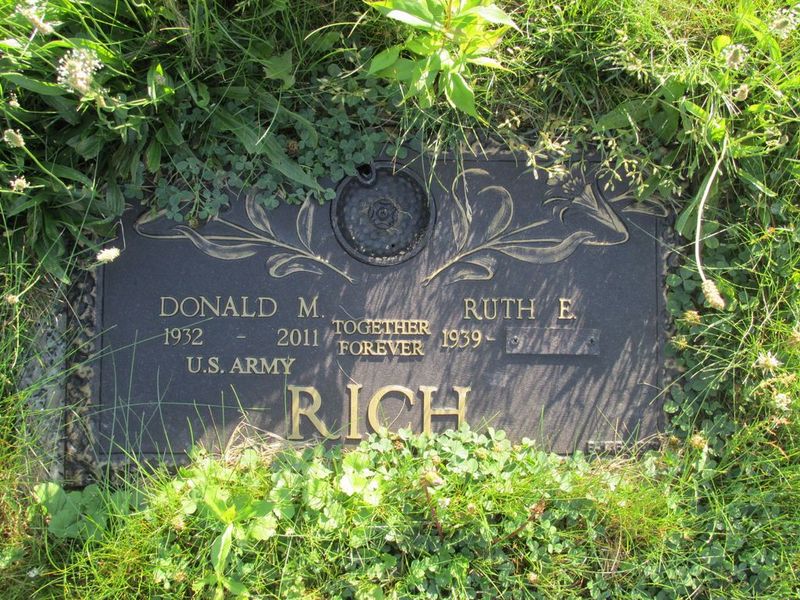 DONALD M.
1932 - 2011
U.S. ARMY
TOGETHER
FOREVER
RUTH E.
1939 -
RICH